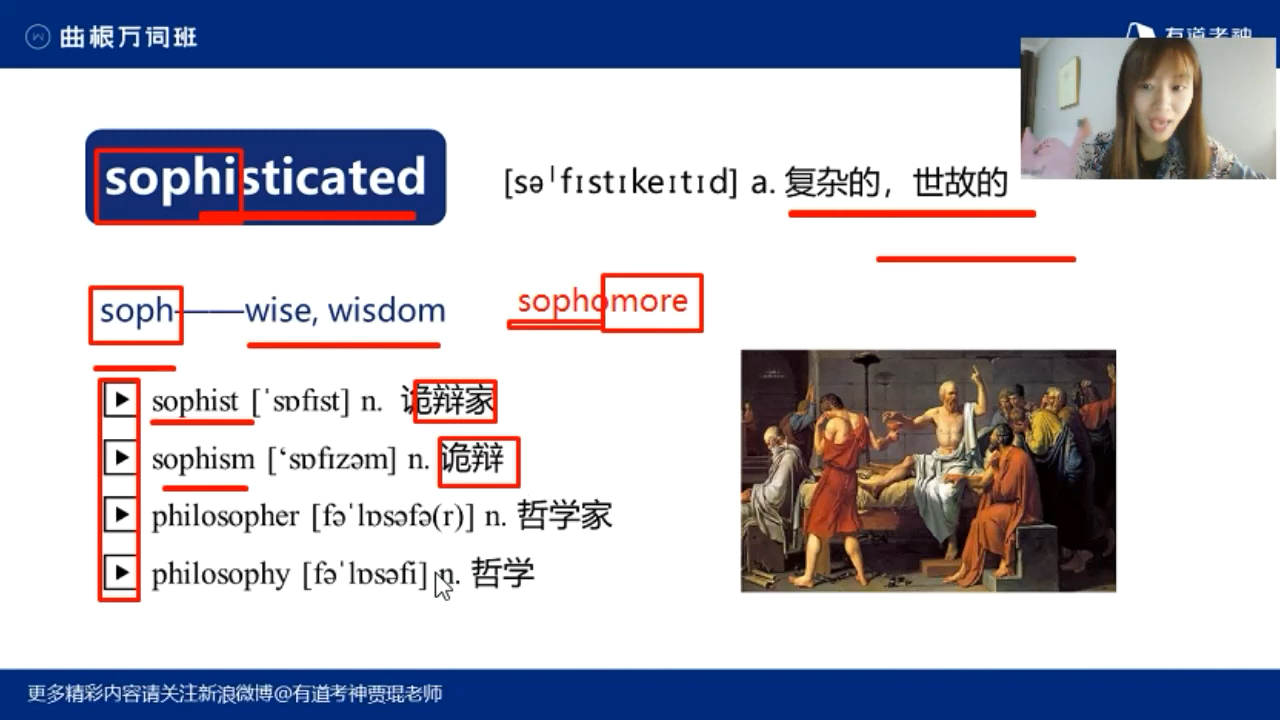 曲根万词班
有道考神
sophisticated
[səˈfɪstɪkeɪtɪd] a. 复杂的，世故的
soph——wise, wisdom
sophomore
sophist [ˈsɒfɪst] n. 诡辩家
sophism [‘sɒfɪzəm] n. 诡辩
philosopher [fəˈlɒsəfə(r)] n. 哲学家
philosophy [fəˈlɒsəfi] n. 哲学
更多精彩内容请关注新浪微博@有道考神贾琨老师